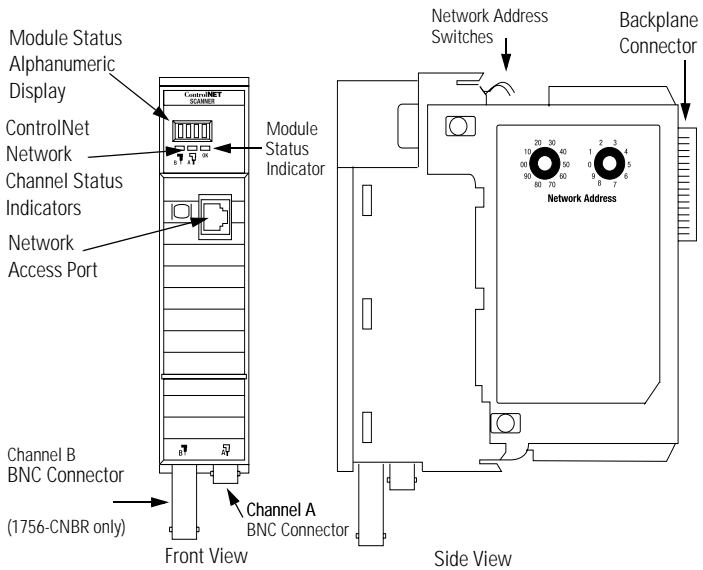 Module Status
Alphanumeric
Display
ControlNet
Network
Channel Status
Indicators
Network
Access Port
ControlNET
SCANNER
B A OK
Module
Status
Indicator
B A
Channel B
BNC Connector
(1756-CNBR only)
Channel A
BNC Connector
Front View
Network Address
Switches
Backplane
Connector
20 30
10 40
00 50
90 60
80 70
2 3
1 4
0 5
9 6
8 7
Network Address
Side View